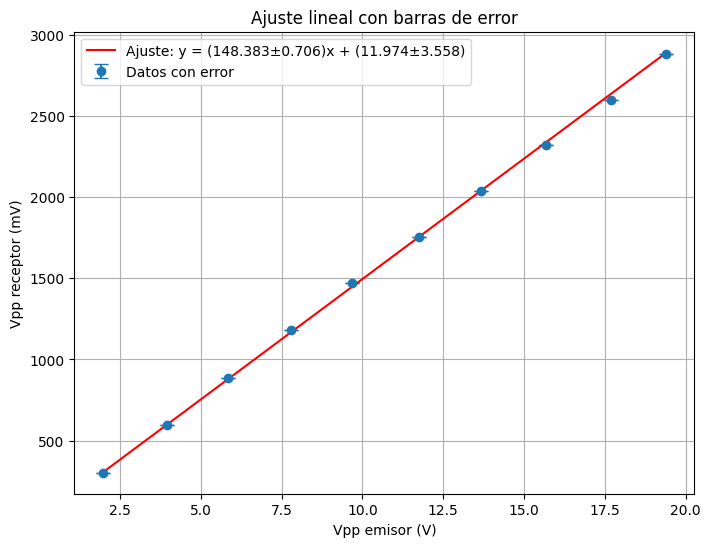 Ajuste lineal con barras de error
Ajuste: y = (148.383±0.706)x + (11.974±3.558)
Datos con error
Vpp receptor (mV)
3000
2500
2000
1500
1000
500
2.5 5.0 7.5 10.0 12.5 15.0 17.5 20.0
Vpp emisor (V)